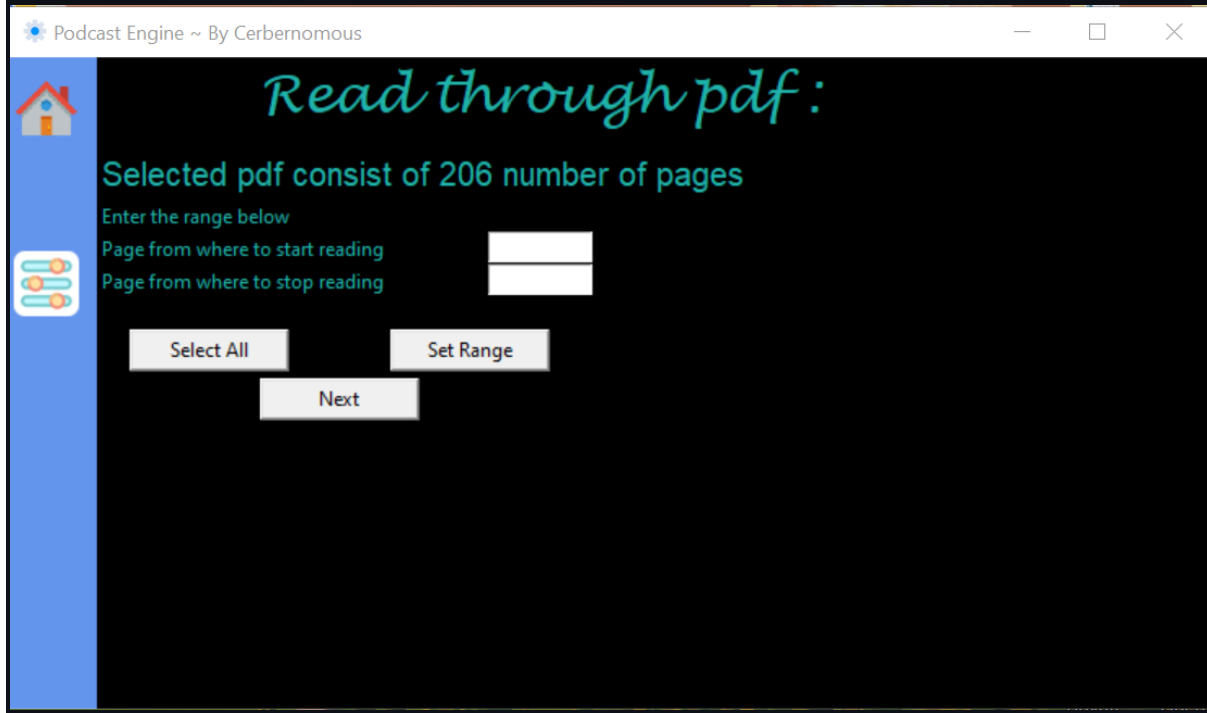 Podcast Engine ~ By Cerbernomous
Read through pdf :
Selected pdf consist of 206 number of pages
Enter the range below
Page from where to start reading
Page from where to stop reading
Select All Set Range
Next